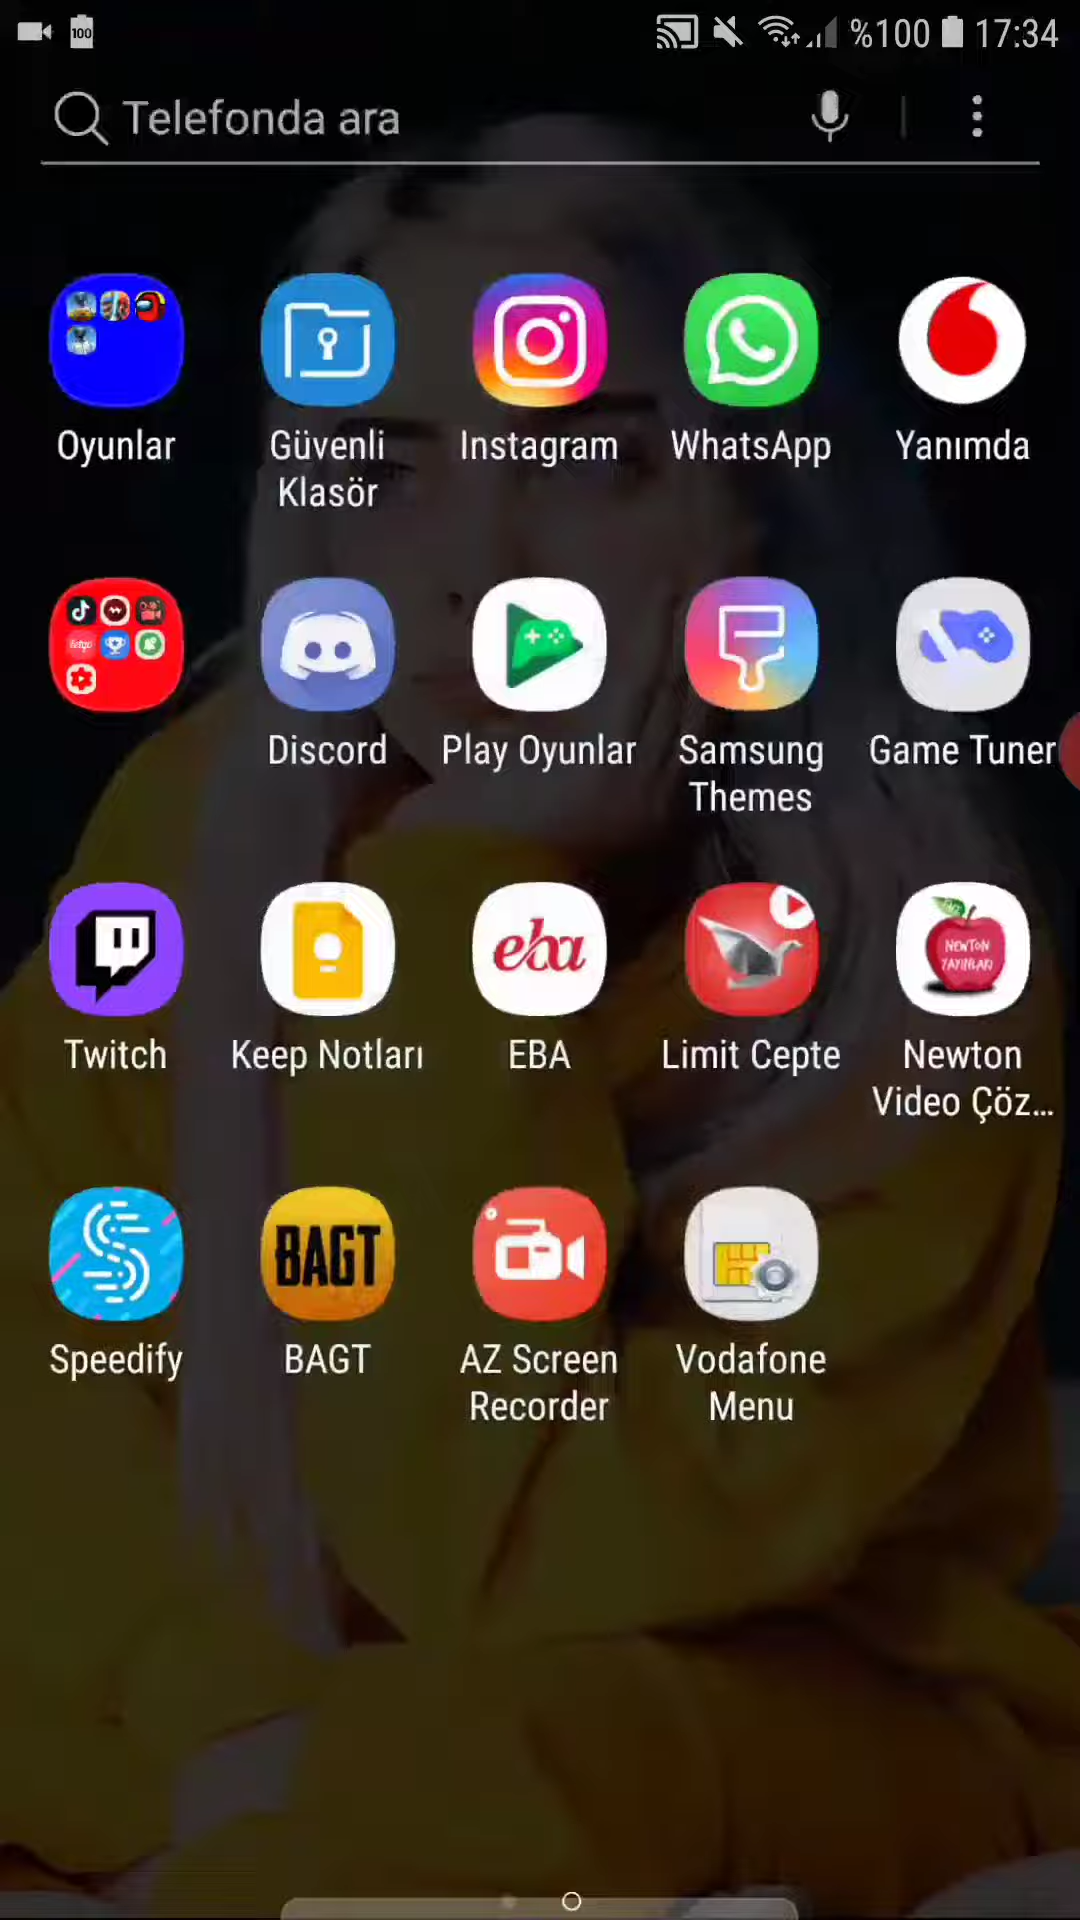 100
%100
17:34
Telefonda ara
Oyunlar
Güvenli
Klasör
Instagram
WhatsApp
Yanımda
Discord
Play Oyunlar
Samsung
Themes
Game Tuner
eba
NEWTON
YAYINLARI
Twitch
Keep Notları
EBA
Limit Cepte
Newton
Video Çöz...
BAGT
Speedify
BAGT
AZ Screen
Recorder
Vodafone
Menu